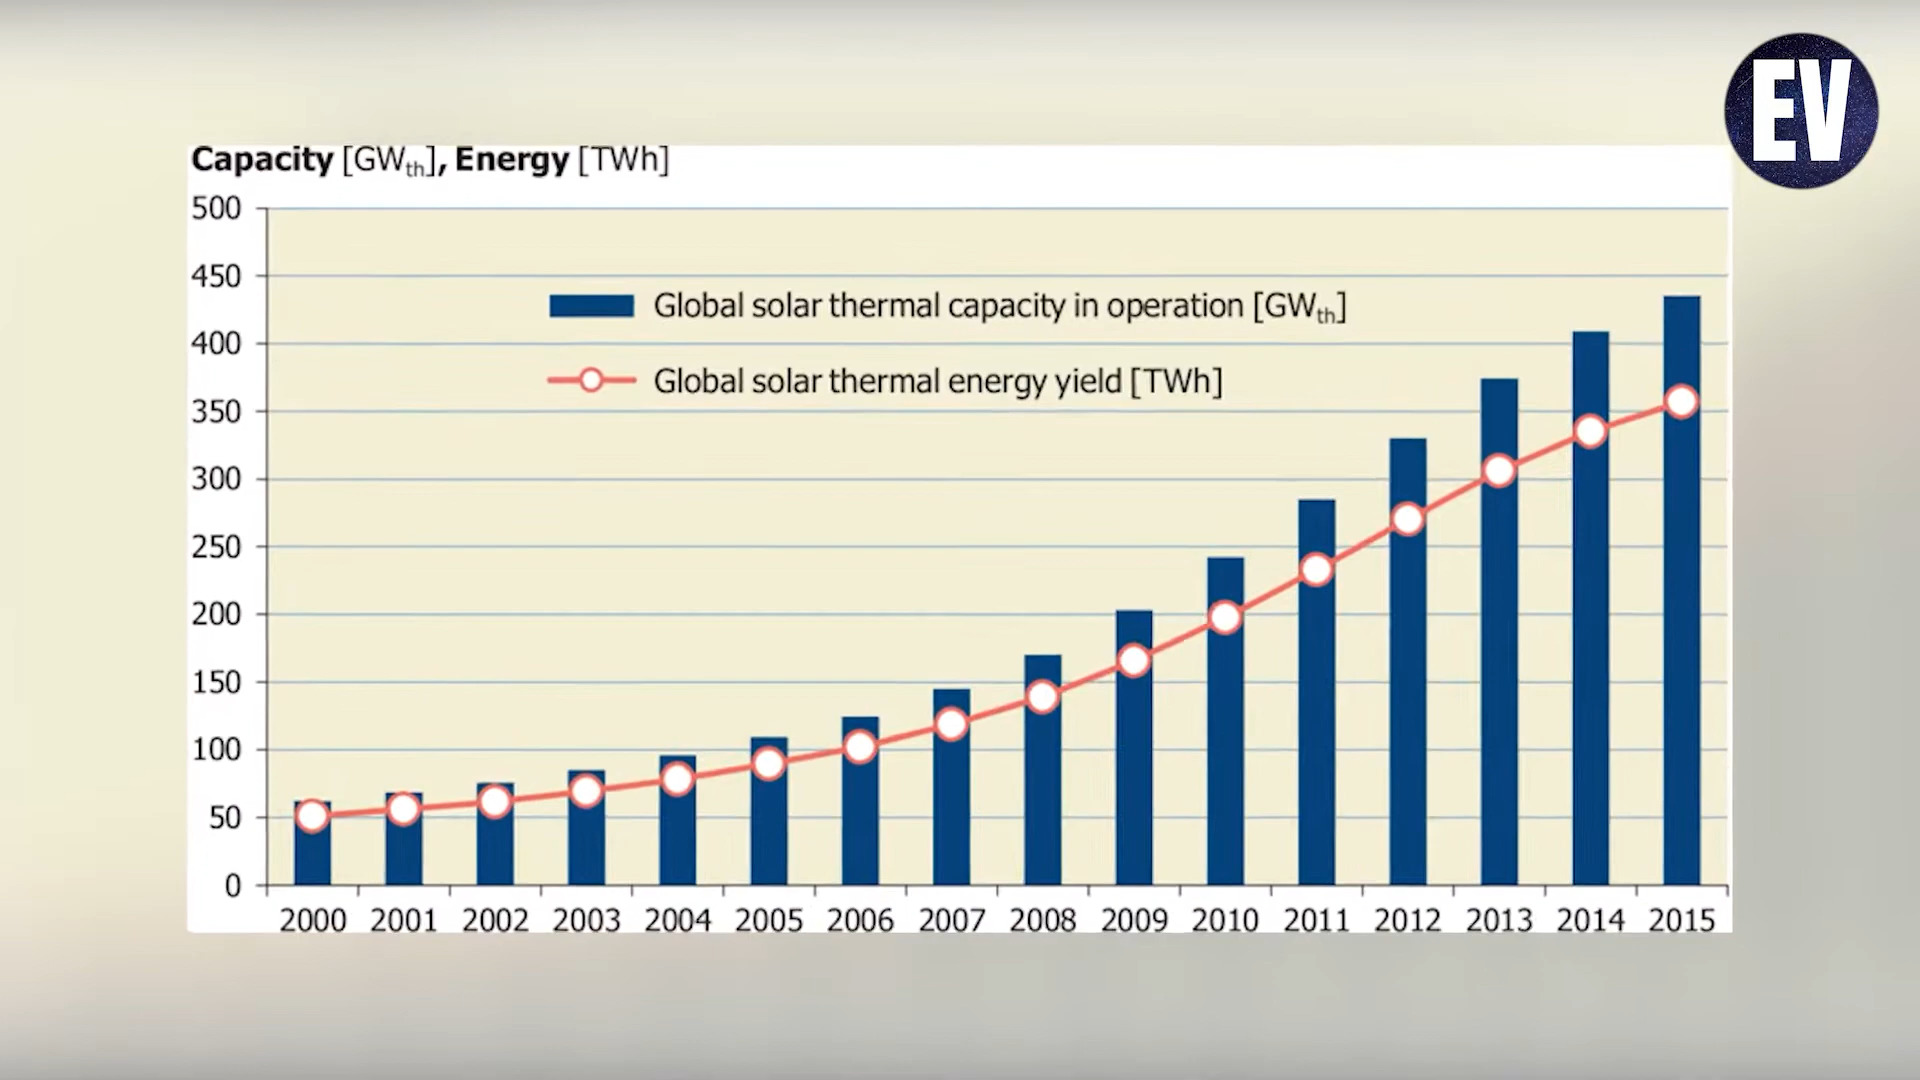 EV
Capacity [GWth], Energy [TWh]
500
450
Global solar thermal capacity in operation [GWth]
400
Global solar thermal energy yield [TWh]
350
300
250
200
150
100
50
0
2000 2001 2002 2003 2004 2005 2006 2007 2008 2009 2010 2011 2012 2013 2014 2015